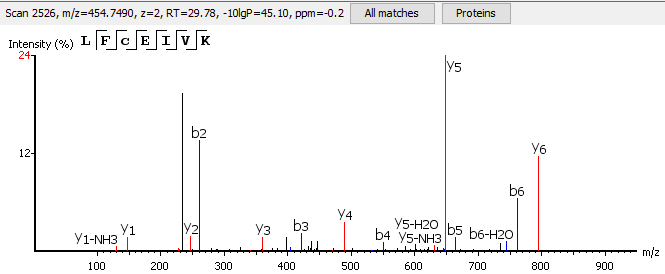 Scan 2526, m/z=454.7490, z=2, RT=29.78, -10lgP=45.10, ppm=-0.2 All matches Proteins
Intensity (%) L F c E I V K
24
y5
b2
12
y6
b6
y4
y1-NH3 y1 y2 y3 b3 b4 y5-H2O y5-NH3 b5 b6-H2O
100 200 300 400 500 600 700 800 900 m/z